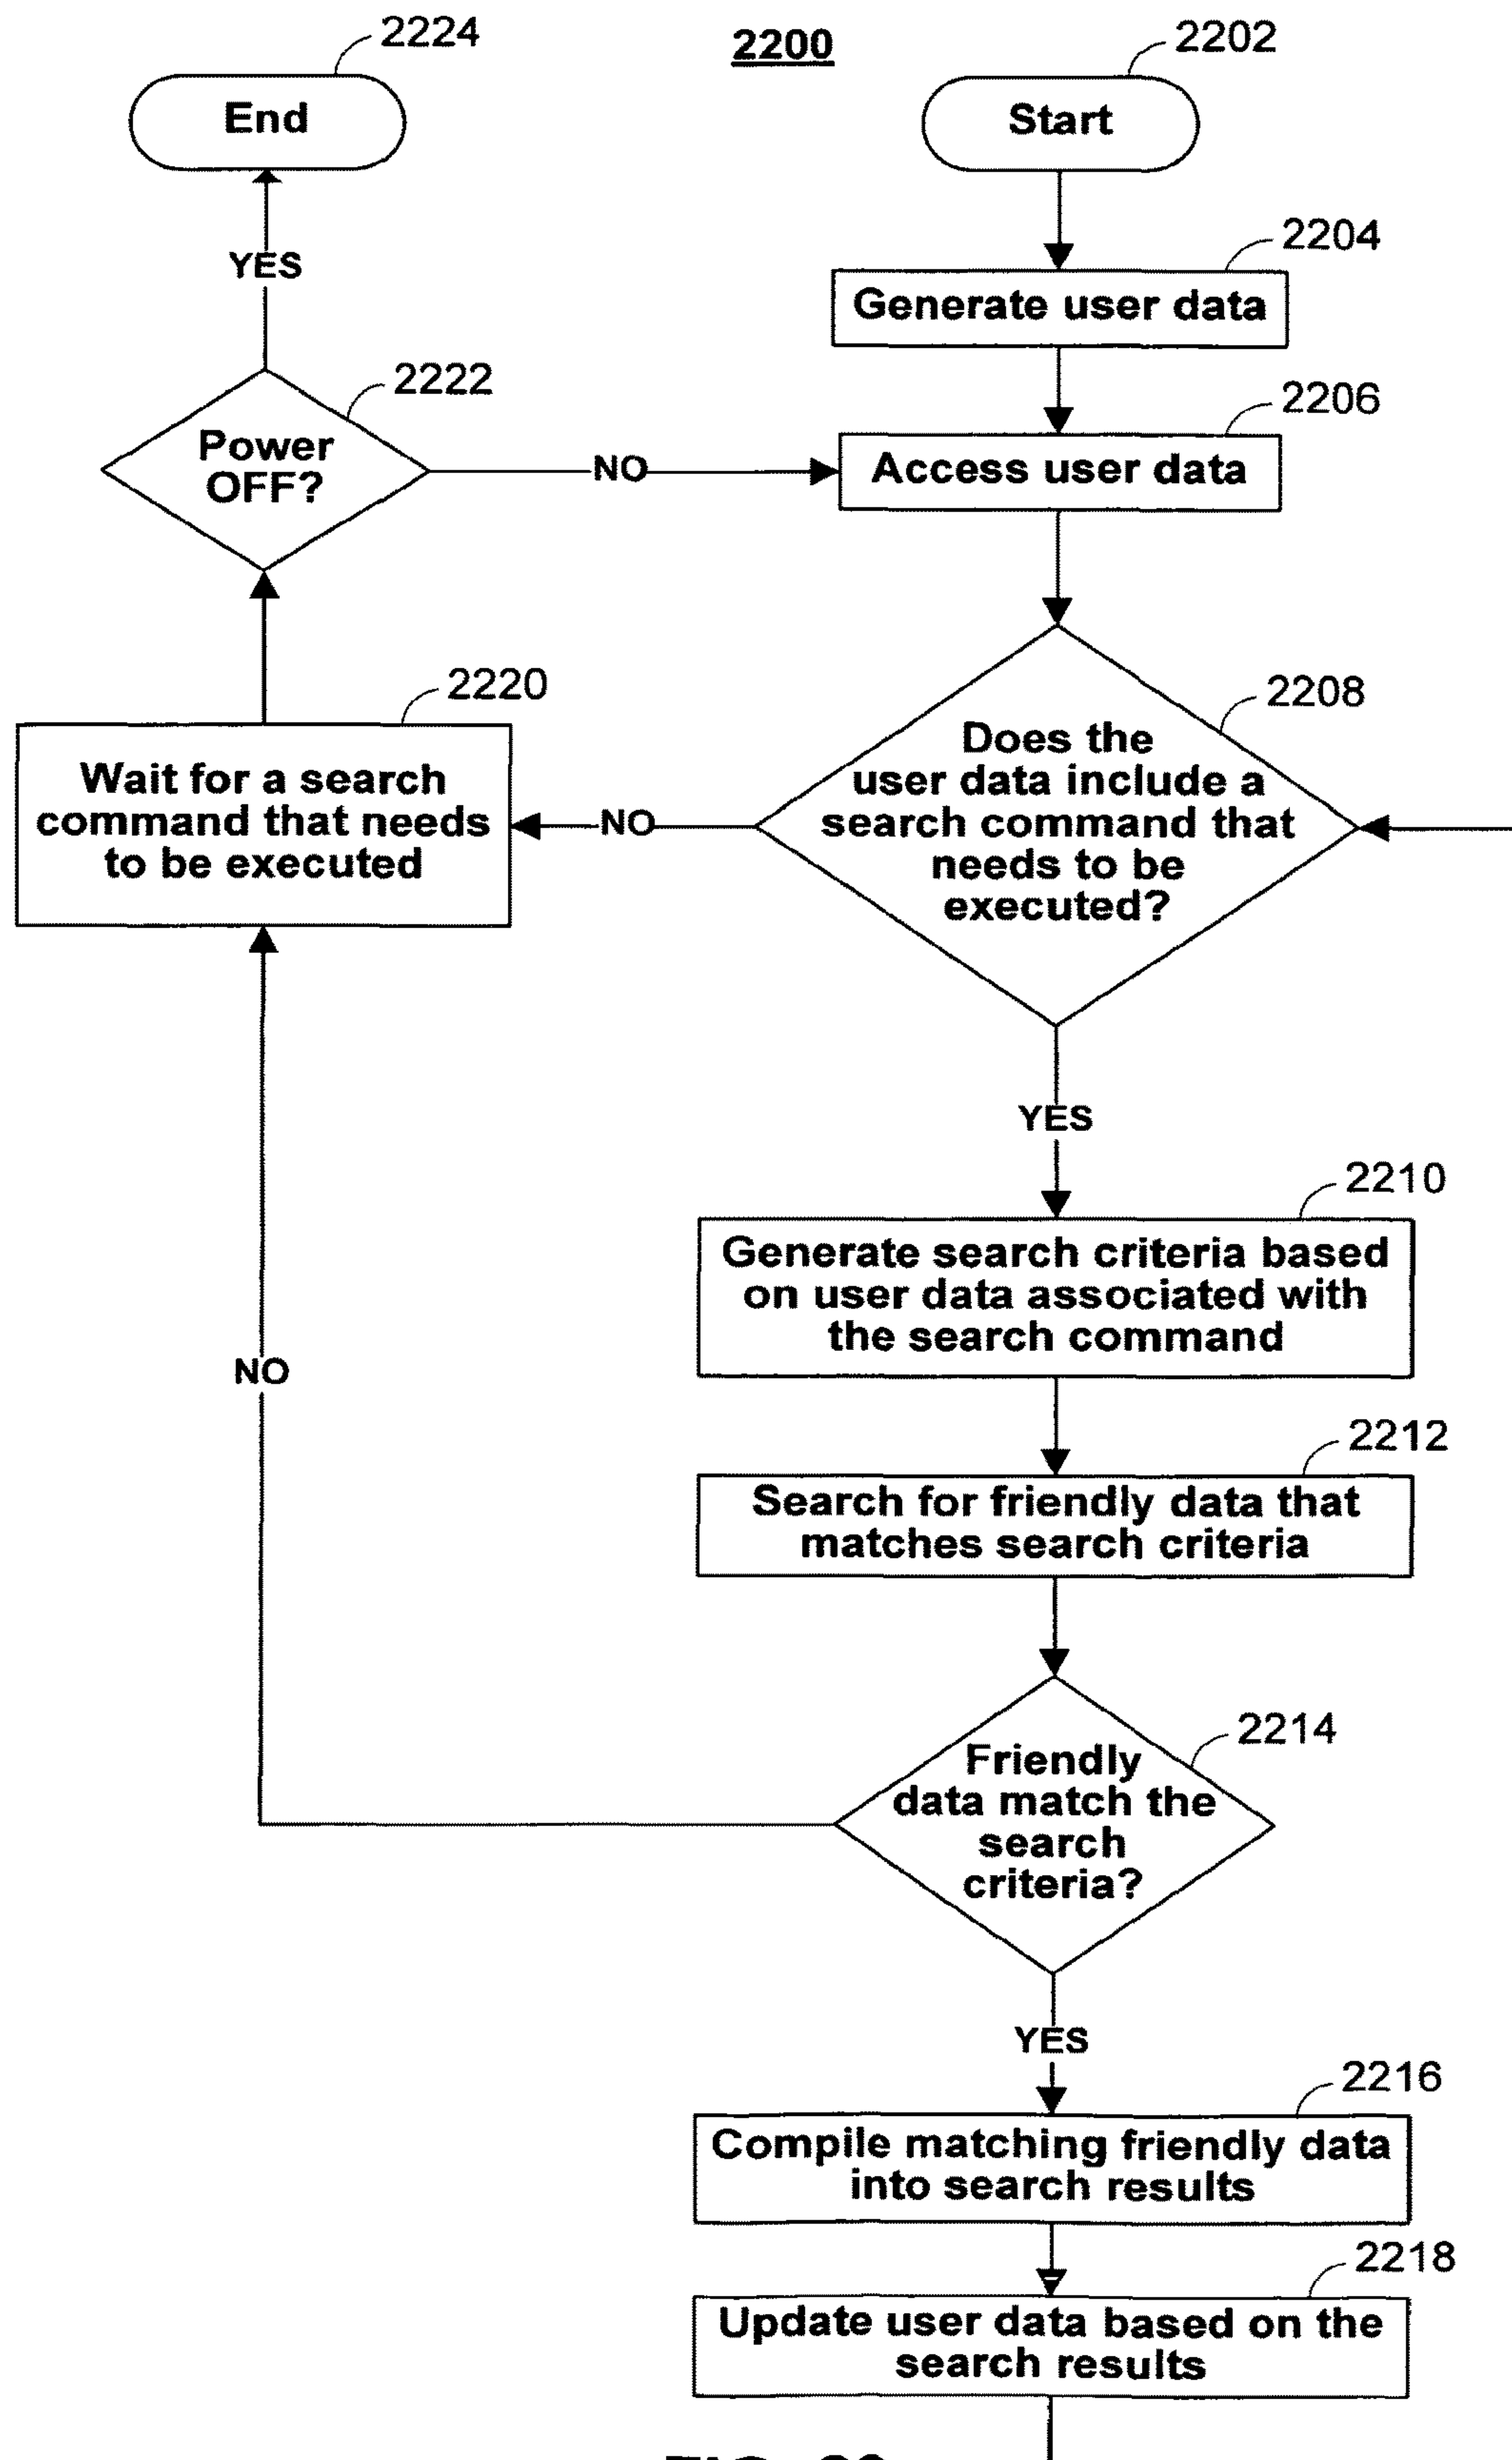 2224
2200
2202
End
Start
YES
2204
Generate user data
2222
2206
Power
OFF?
NO
Access user data
2220
2208
Wait for a search
command that needs
to be executed
NO
Does the
user data include a
search command that
needs to be
executed?
YES
2210
Generate search criteria based
on user data associated with
the search command
NO
2212
Search for friendly data that
matches search criteria
2214
Friendly
data match the
search
criteria?
YES
2216
Compile matching friendly data
into search results
2218
Update user data based on the
search results